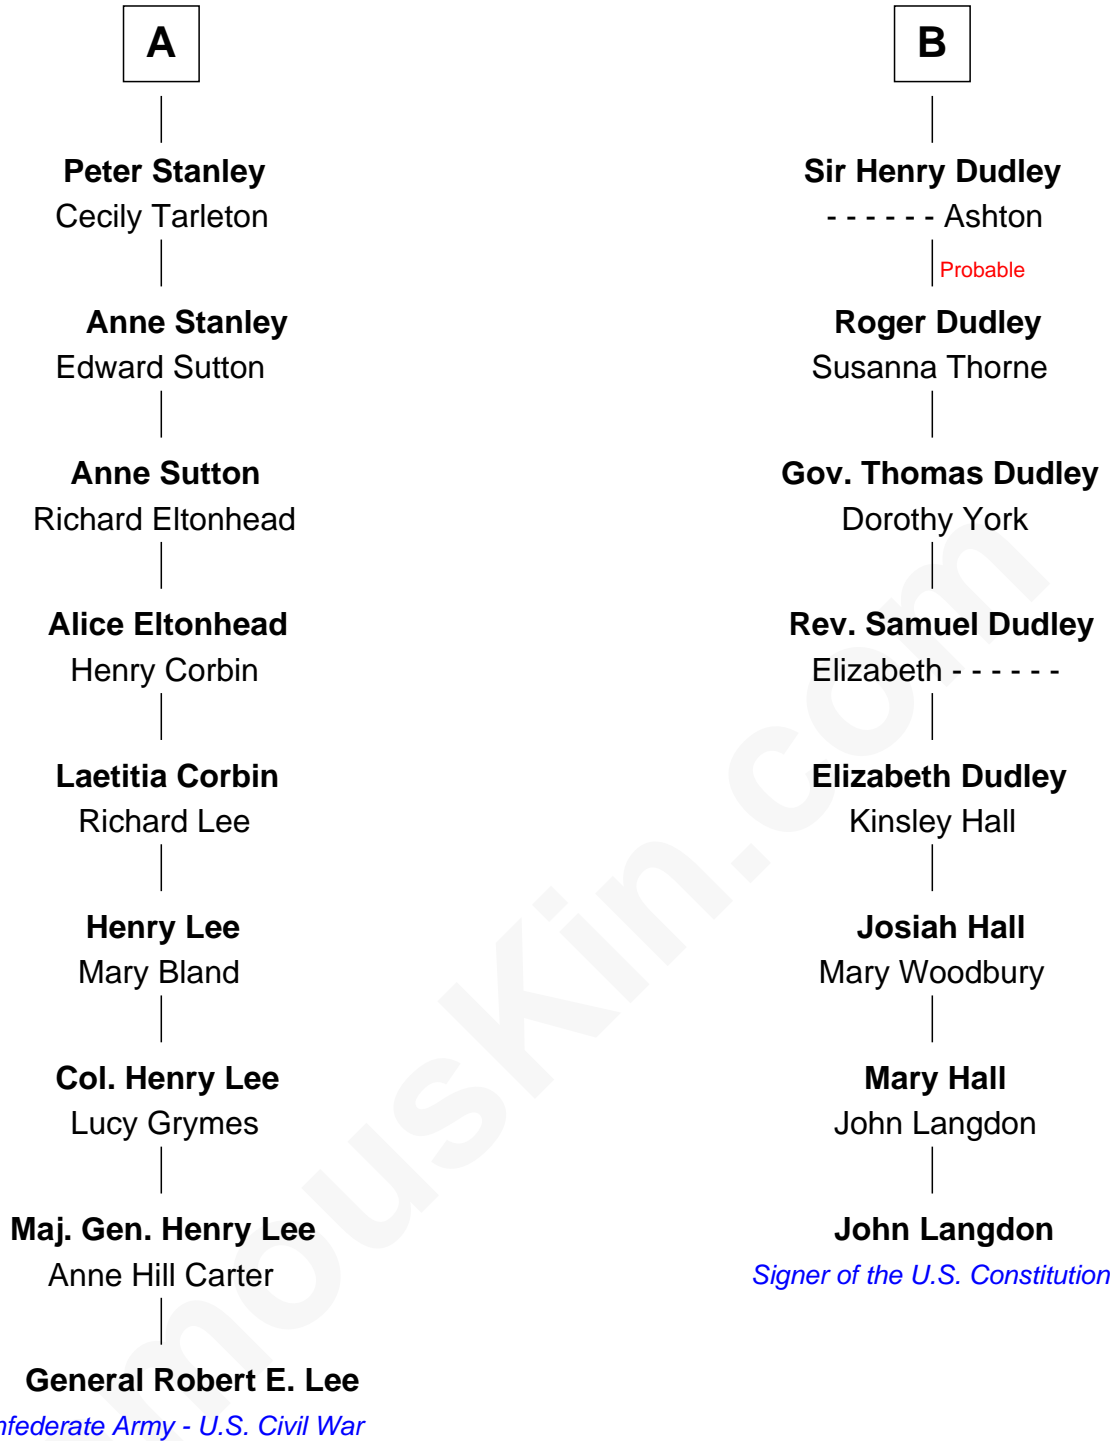 A
Peter Stanley
Cecily Tarleton
Anne Stanley
Edward Sutton
Anne Sutton
Richard Eltonhead
Alice Eltonhead
Henry Corbin
Laetitia Corbin
Richard Lee
Henry Lee
Mary Bland
Col. Henry Lee
Lucy Grymes
Maj. Gen. Henry Lee
Anne Hill Carter
General Robert E. Lee
nfederate Army - U.S. Civil War
B
Sir Henry Dudley
- - - - - - Ashton
Probable
Roger Dudley
Susanna Thorne
Gov. Thomas Dudley
Dorothy York
Rev. Samuel Dudley
Elizabeth - - - - - -
Elizabeth Dudley
Kinsley Hall
Josiah Hall
Mary Woodbury
Mary Hall
John Langdon
John Langdon
Signer of the U.S. Constitution
mousKin.com